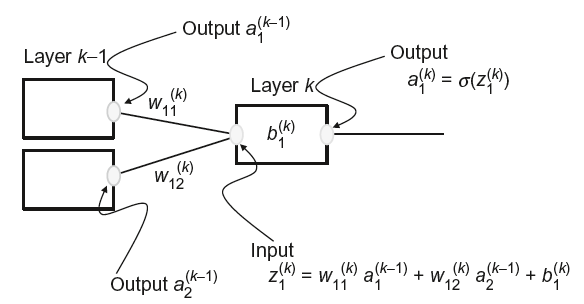 Output a₁⁽ᵏ⁻¹⁾
Layer k–1
Output
a₁⁽ᵏ⁾ = σ(z₁⁽ᵏ⁾)
Layer k
w₁₁⁽ᵏ⁾
b₁⁽ᵏ⁾
w₁₂⁽ᵏ⁾
Input
Output a₂⁽ᵏ⁻¹⁾
z₁⁽ᵏ⁾ = w₁₁⁽ᵏ⁾ a₁⁽ᵏ⁻¹⁾ + w₁₂⁽ᵏ⁾ a₂⁽ᵏ⁻¹⁾ + b₁⁽ᵏ⁾